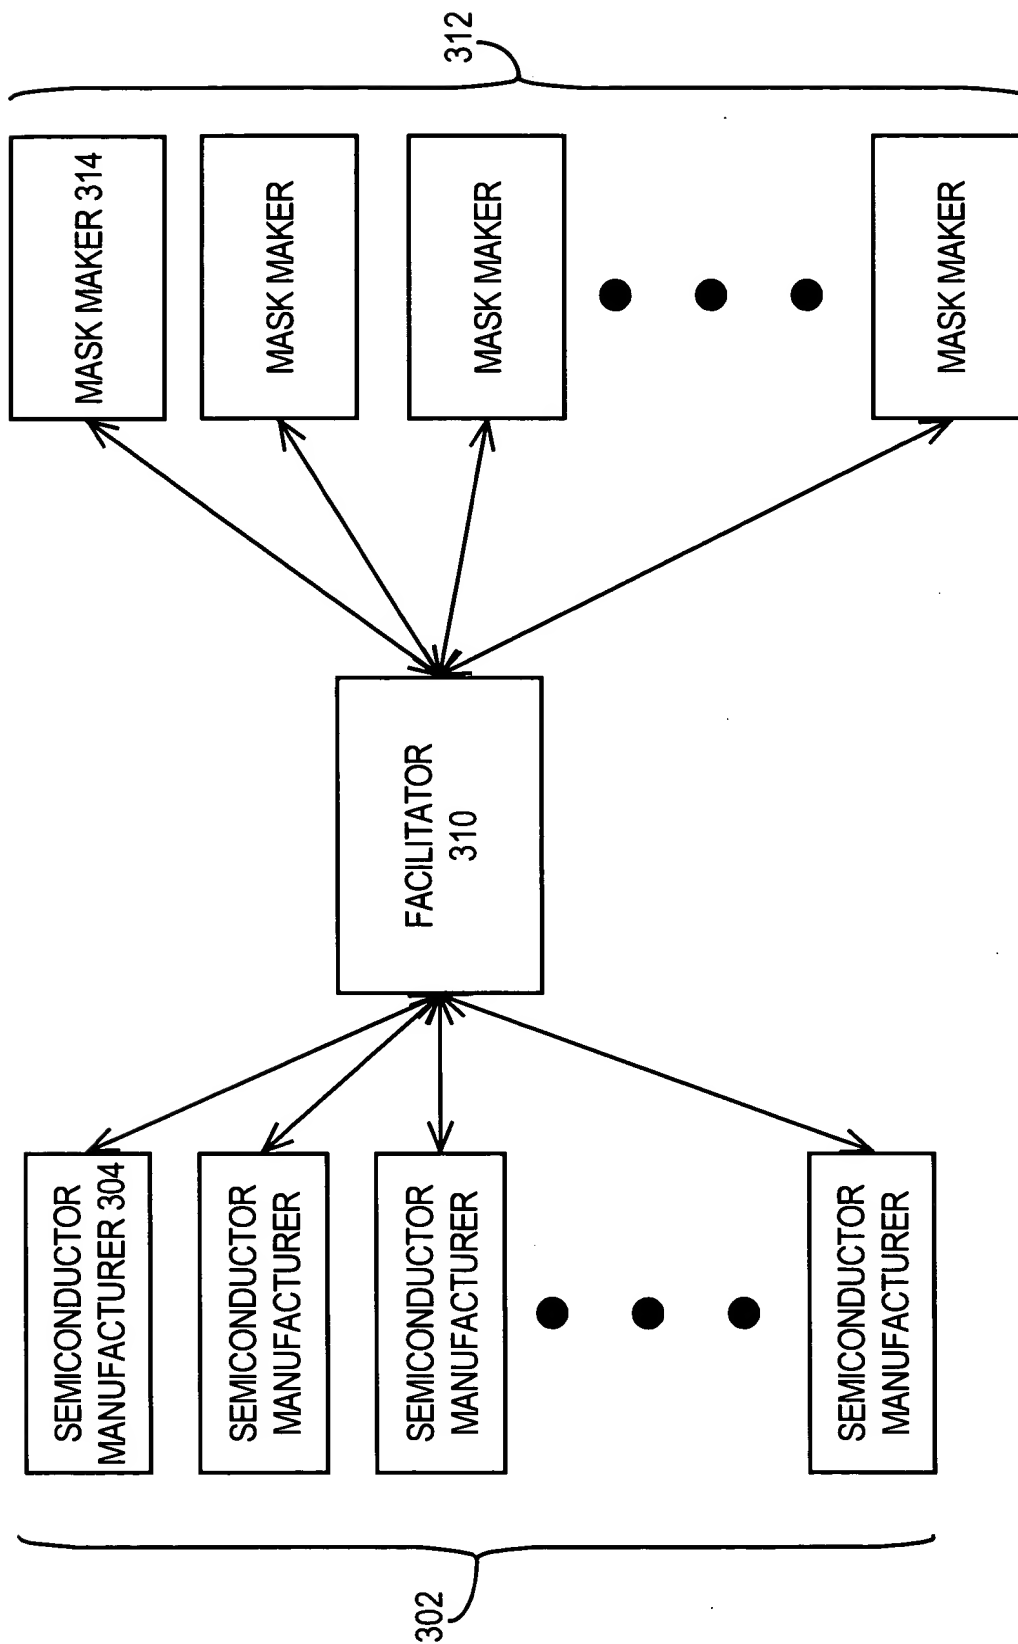 302
SEMICONDUCTOR
MANUFACTURER 304
SEMICONDUCTOR
MANUFACTURER
SEMICONDUCTOR
MANUFACTURER
SEMICONDUCTOR
MANUFACTURER
FACILITATOR
310
MASK MAKER 314
MASK MAKER
MASK MAKER
MASK MAKER
312